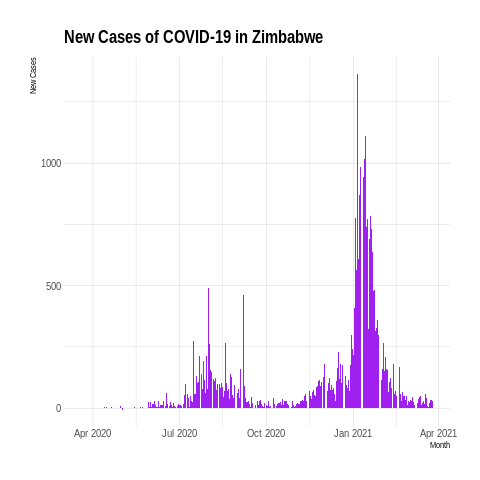 New Cases of COVID-19 in Zimbabwe
New Cases
1000
500
0
Apr 2020 Jul 2020 Oct 2020 Jan 2021 Apr 2021
Month